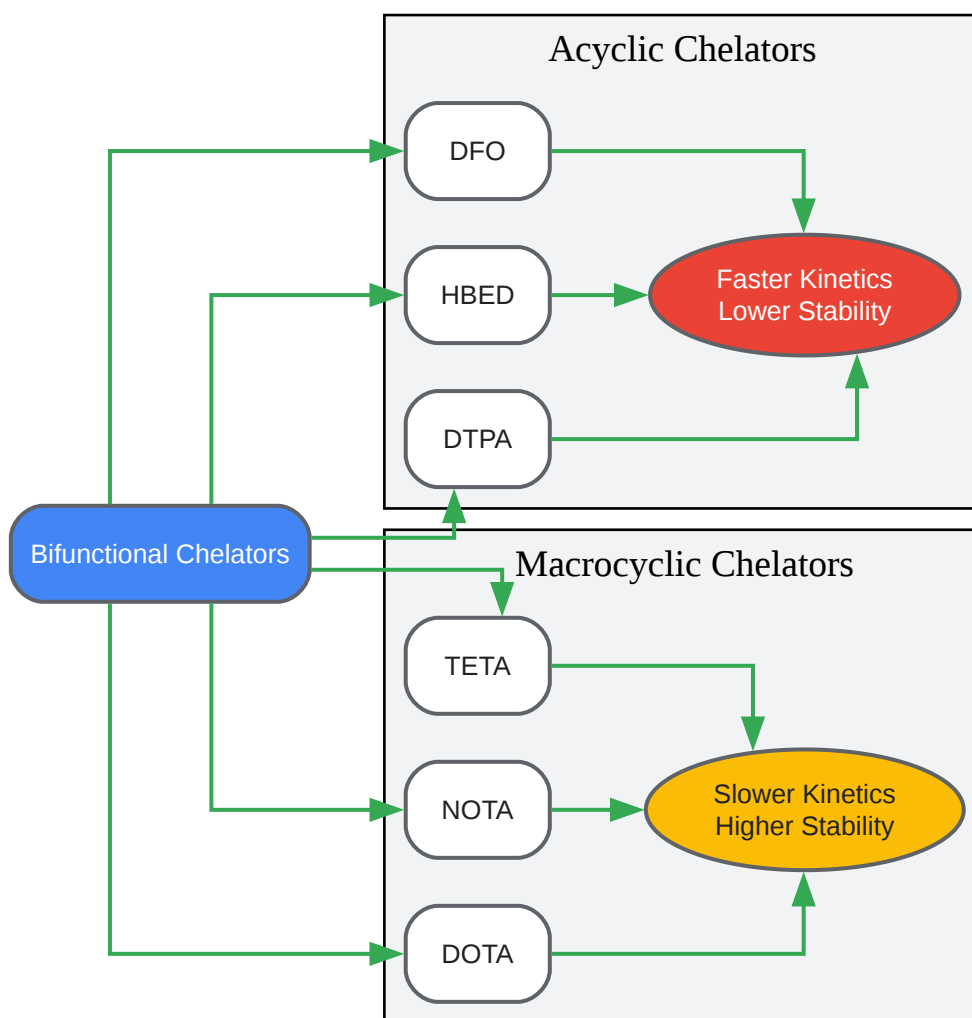 Acyclic Chelators
DFO
HBED
Faster Kinetics
Lower Stability
DTPA
Bifunctional Chelators
Macrocyclic Chelators
TETA
NOTA
Slower Kinetics
Higher Stability
DOTA